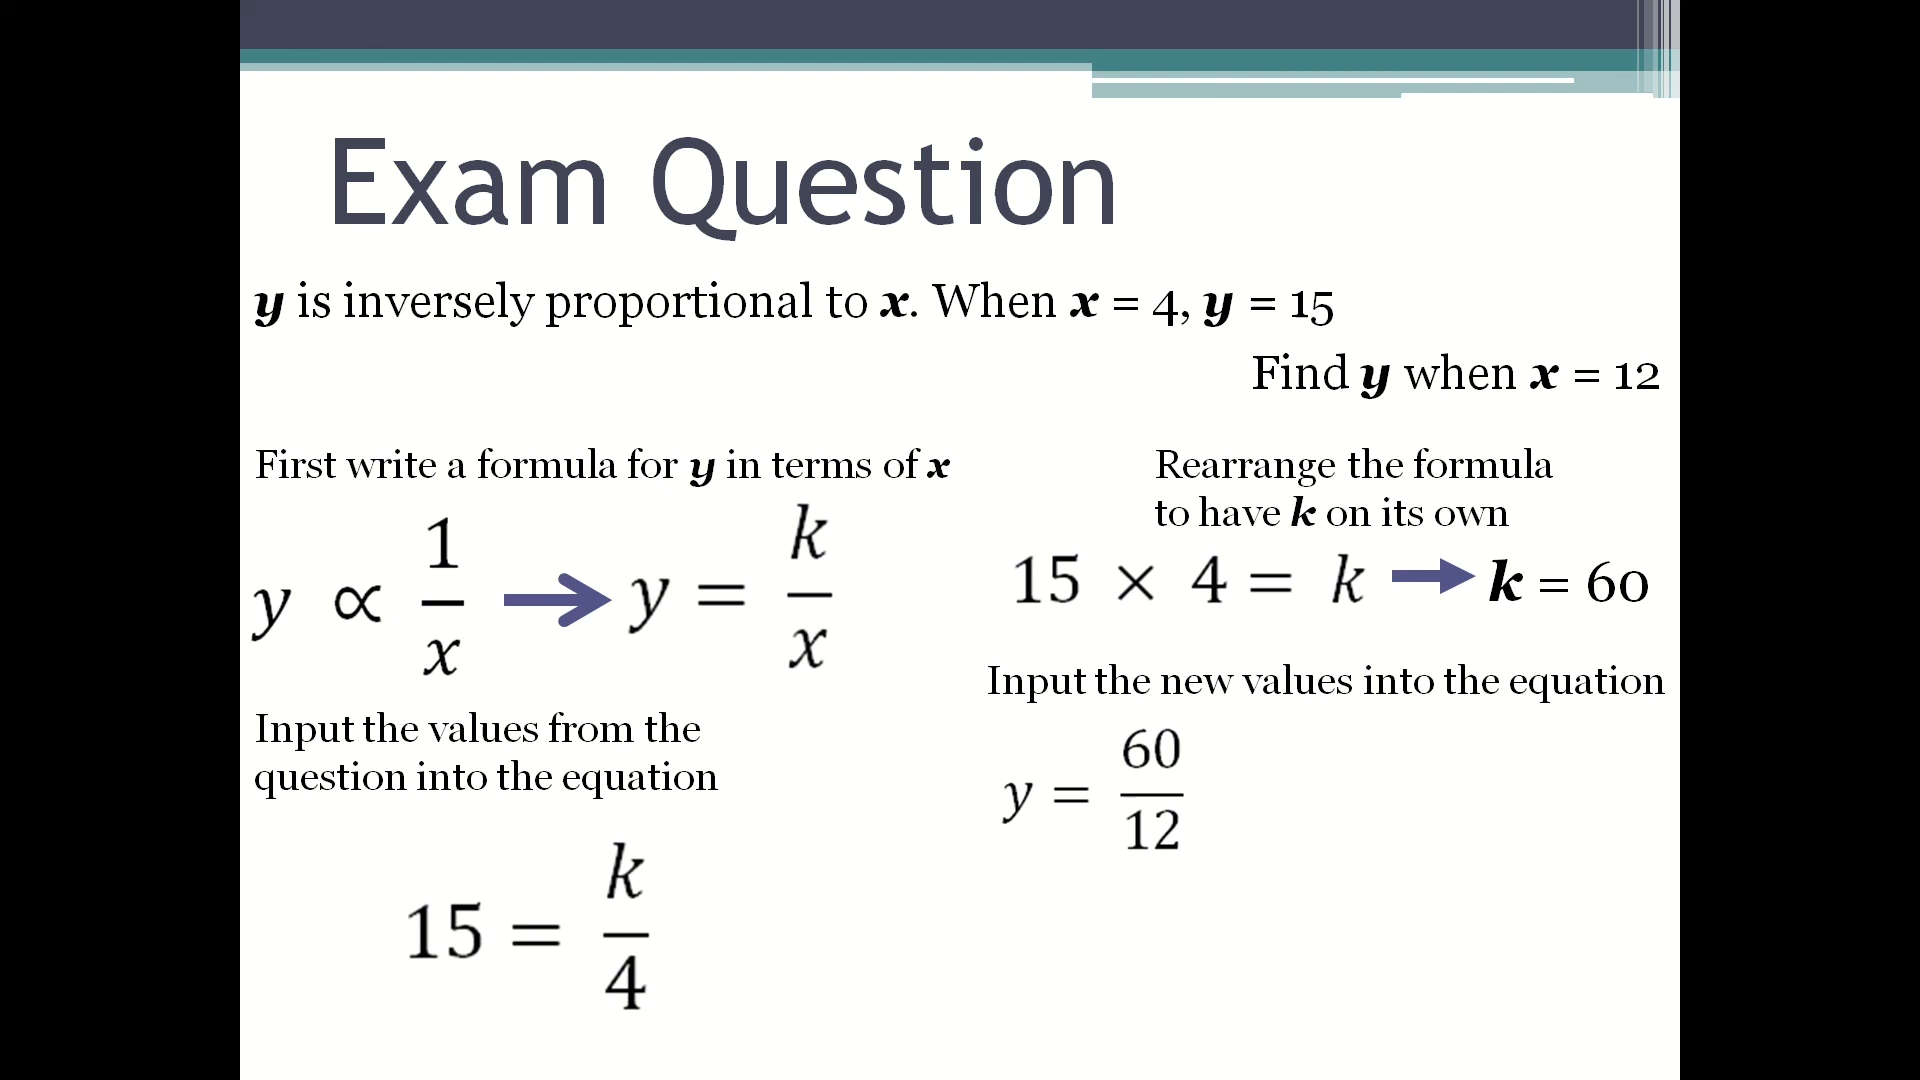 Exam Question
y is inversely proportional to x. When x = 4, y = 15
Find y when x = 12
First write a formula for y in terms of x
y ∝ 1/x → y = k/x
Input the values from the
question into the equation
15 = k/4
Rearrange the formula
to have k on its own
15 × 4 = k → k = 60
Input the new values into the equation
y = 60/12